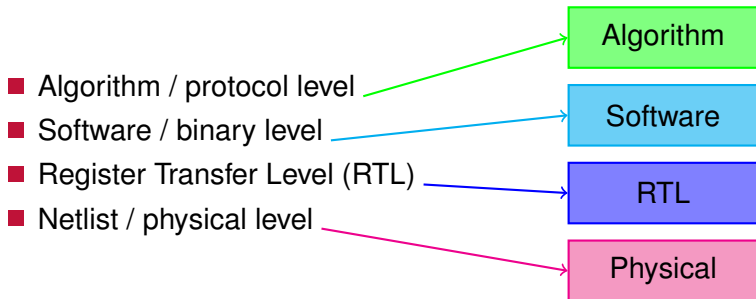 Algorithm / protocol level
Software / binary level
Register Transfer Level (RTL)
Netlist / physical level
Algorithm
Software
RTL
Physical